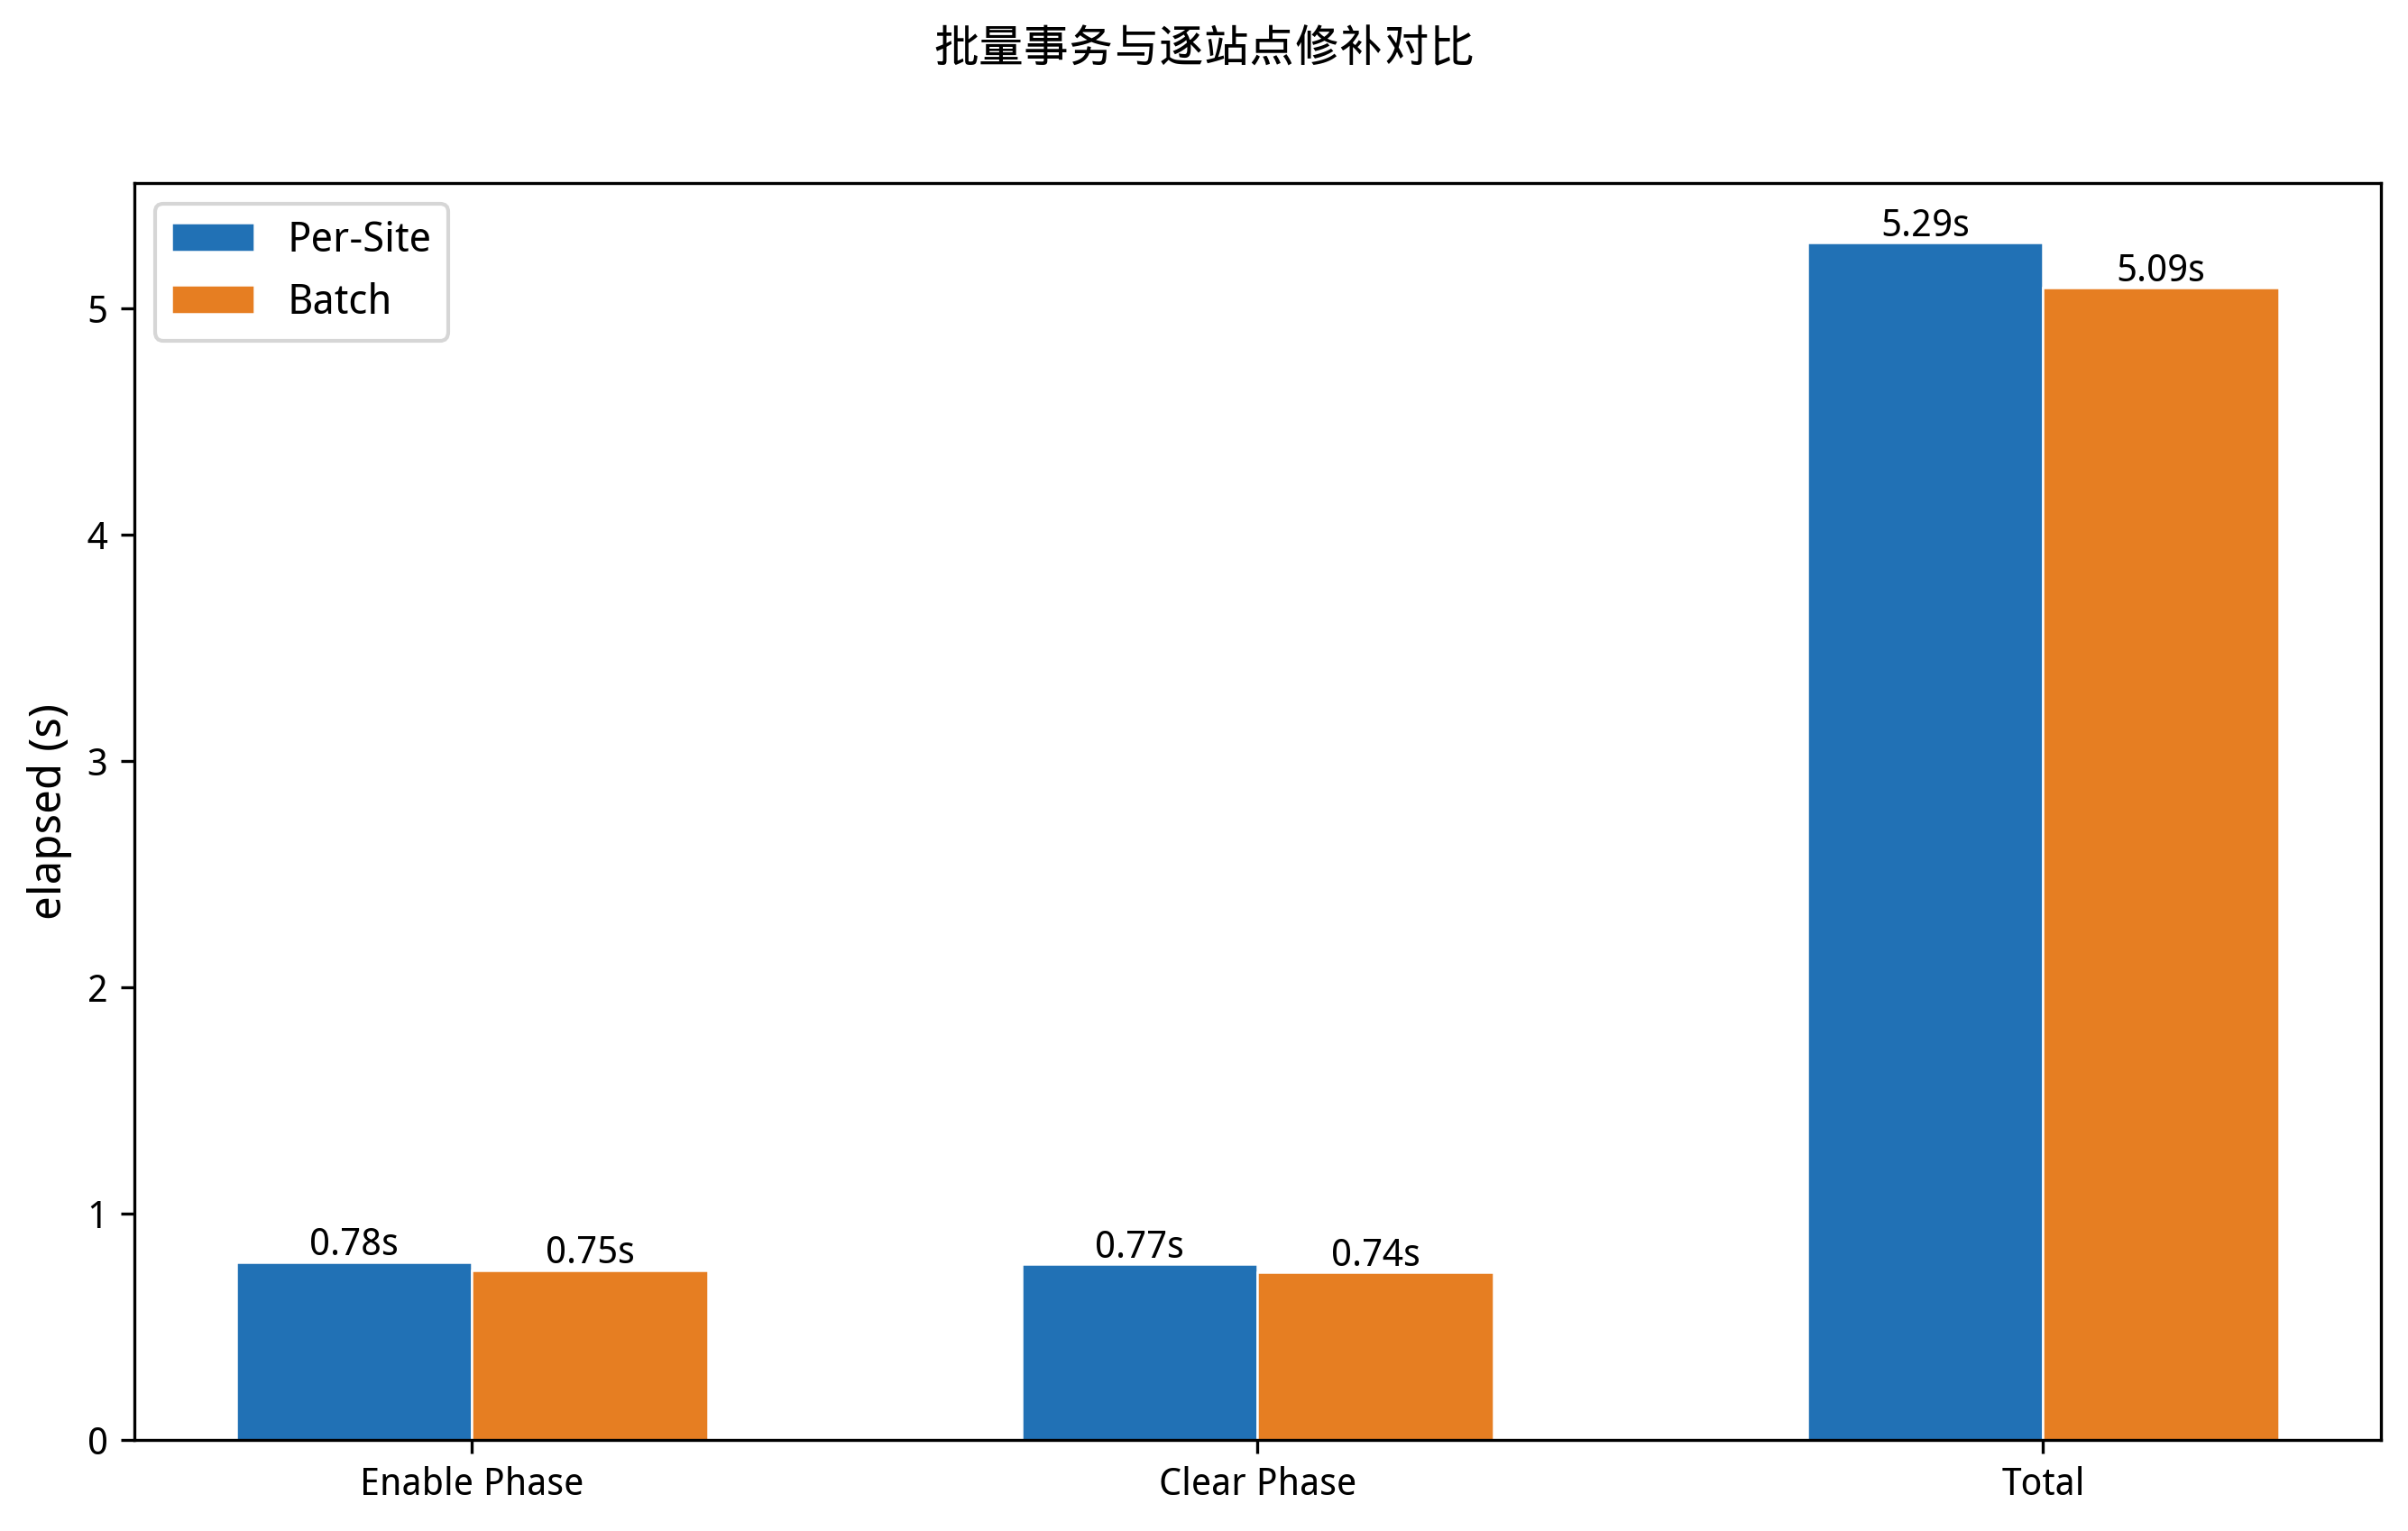 批量事务与逐站点修补对比
Per-Site
Batch
5.29s
5.09s
5
4
3
2
1
0
elapsed (s)
0.78s
0.75s
0.77s
0.74s
Enable Phase
Clear Phase
Total